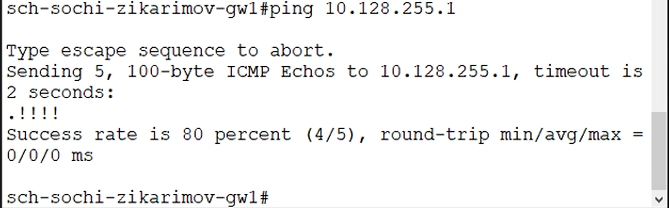 sch-sochi-zikarimov-gw1#ping 10.128.255.1
Type escape sequence to abort.
Sending 5, 100-byte ICMP Echos to 10.128.255.1, timeout is
2 seconds:
.!!!!
Success rate is 80 percent (4/5), round-trip min/avg/max =
0/0/0 ms
sch-sochi-zikarimov-gw1#